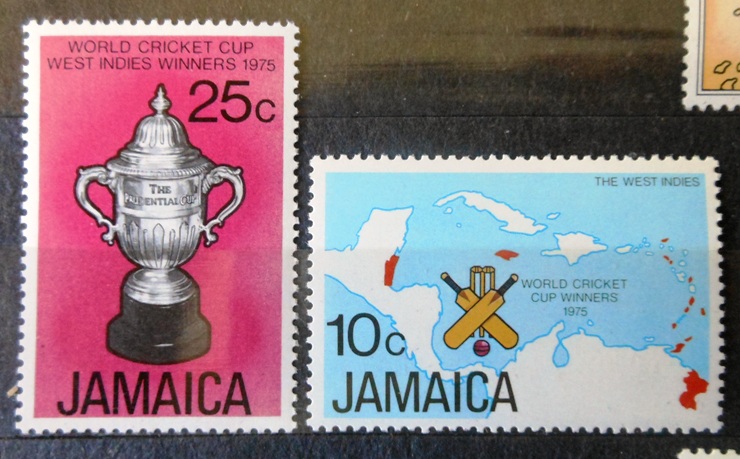 WORLD CRICKET CUP
WEST INDIES WINNERS 1975
25c
THE
PRUDENTIAL CUP
JAMAICA
THE WEST INDIES
WORLD CRICKET
CUP WINNERS
1975
10c
JAMAICA